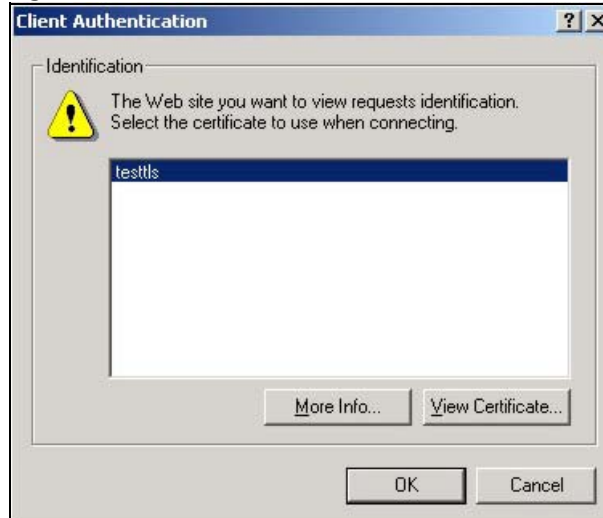 Client Authentication
Identification
The Web site you want to view requests identification.
Select the certificate to use when connecting.
testtls
More Info...
View Certificate...
OK
Cancel